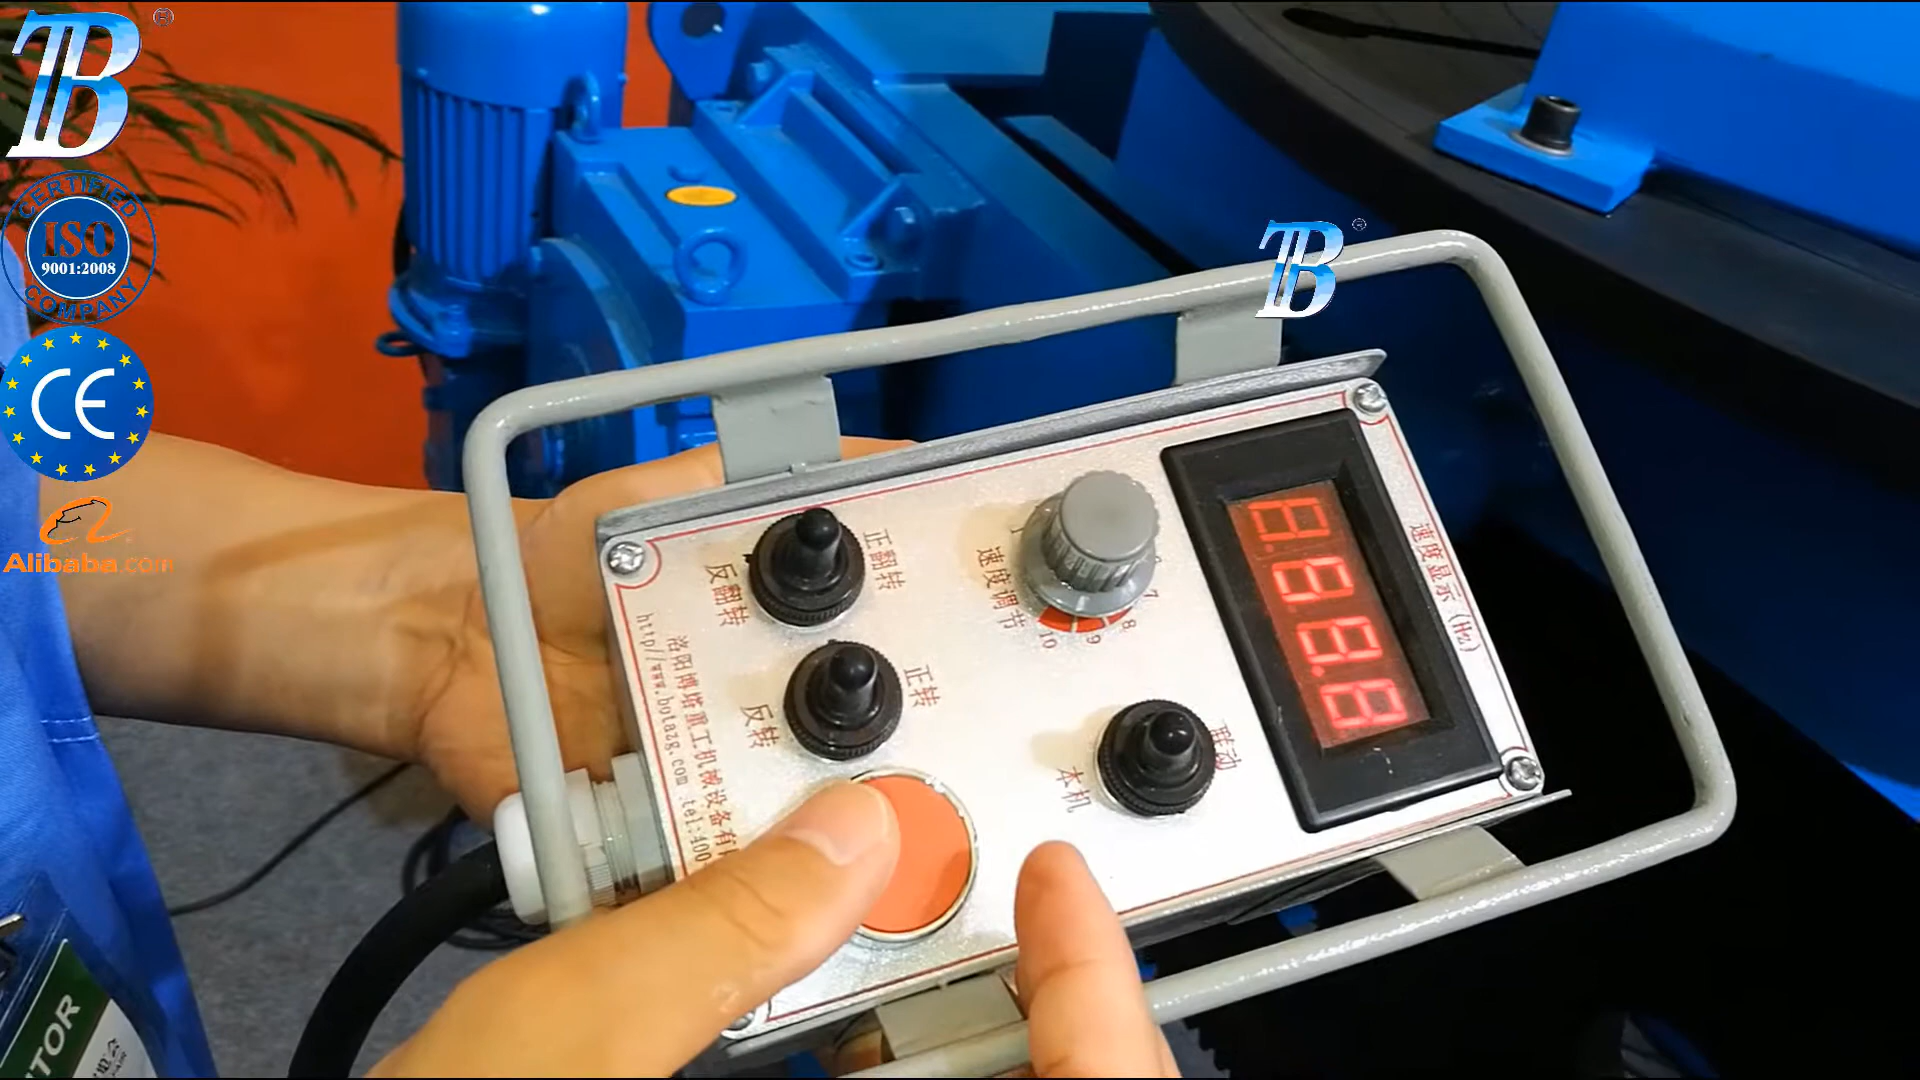 TB
®
CERTIFIED
ISO
9001:2008
COMPANY
CE
Alibaba.com
TB
®
正翻转
反翻转
正转
反转
速度调节
7
8
9
10
联动
本机
速度显示(Hz)
8.8.8.8
洛阳博塔重工机械设备有
http//www.botazg.com tel:400
ITOR